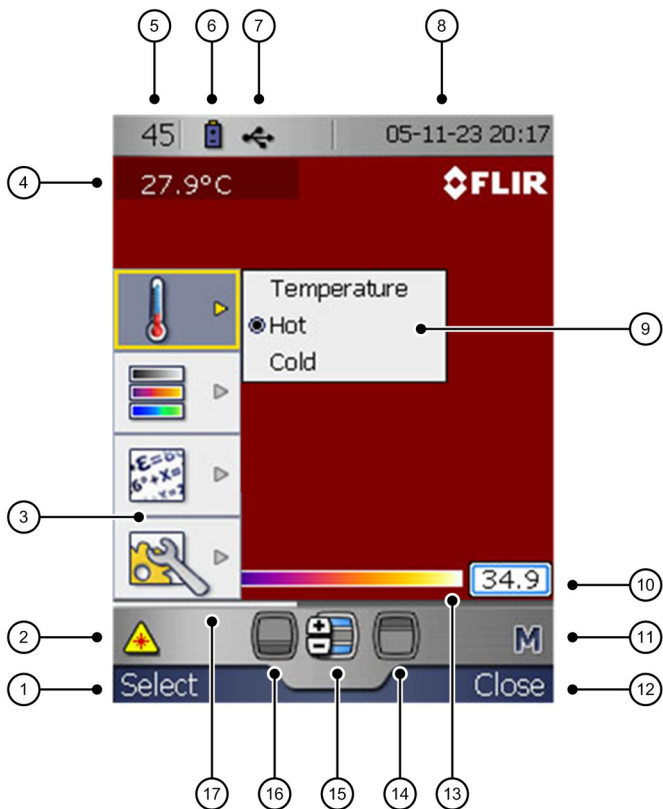 5 6 7 8
45 05-11-23 20:17
4 27.9°C FLIR
Temperature
Hot 9
Cold
3
34.9 10
2 M 11
1 Select Close 12
17 16 15 14 13